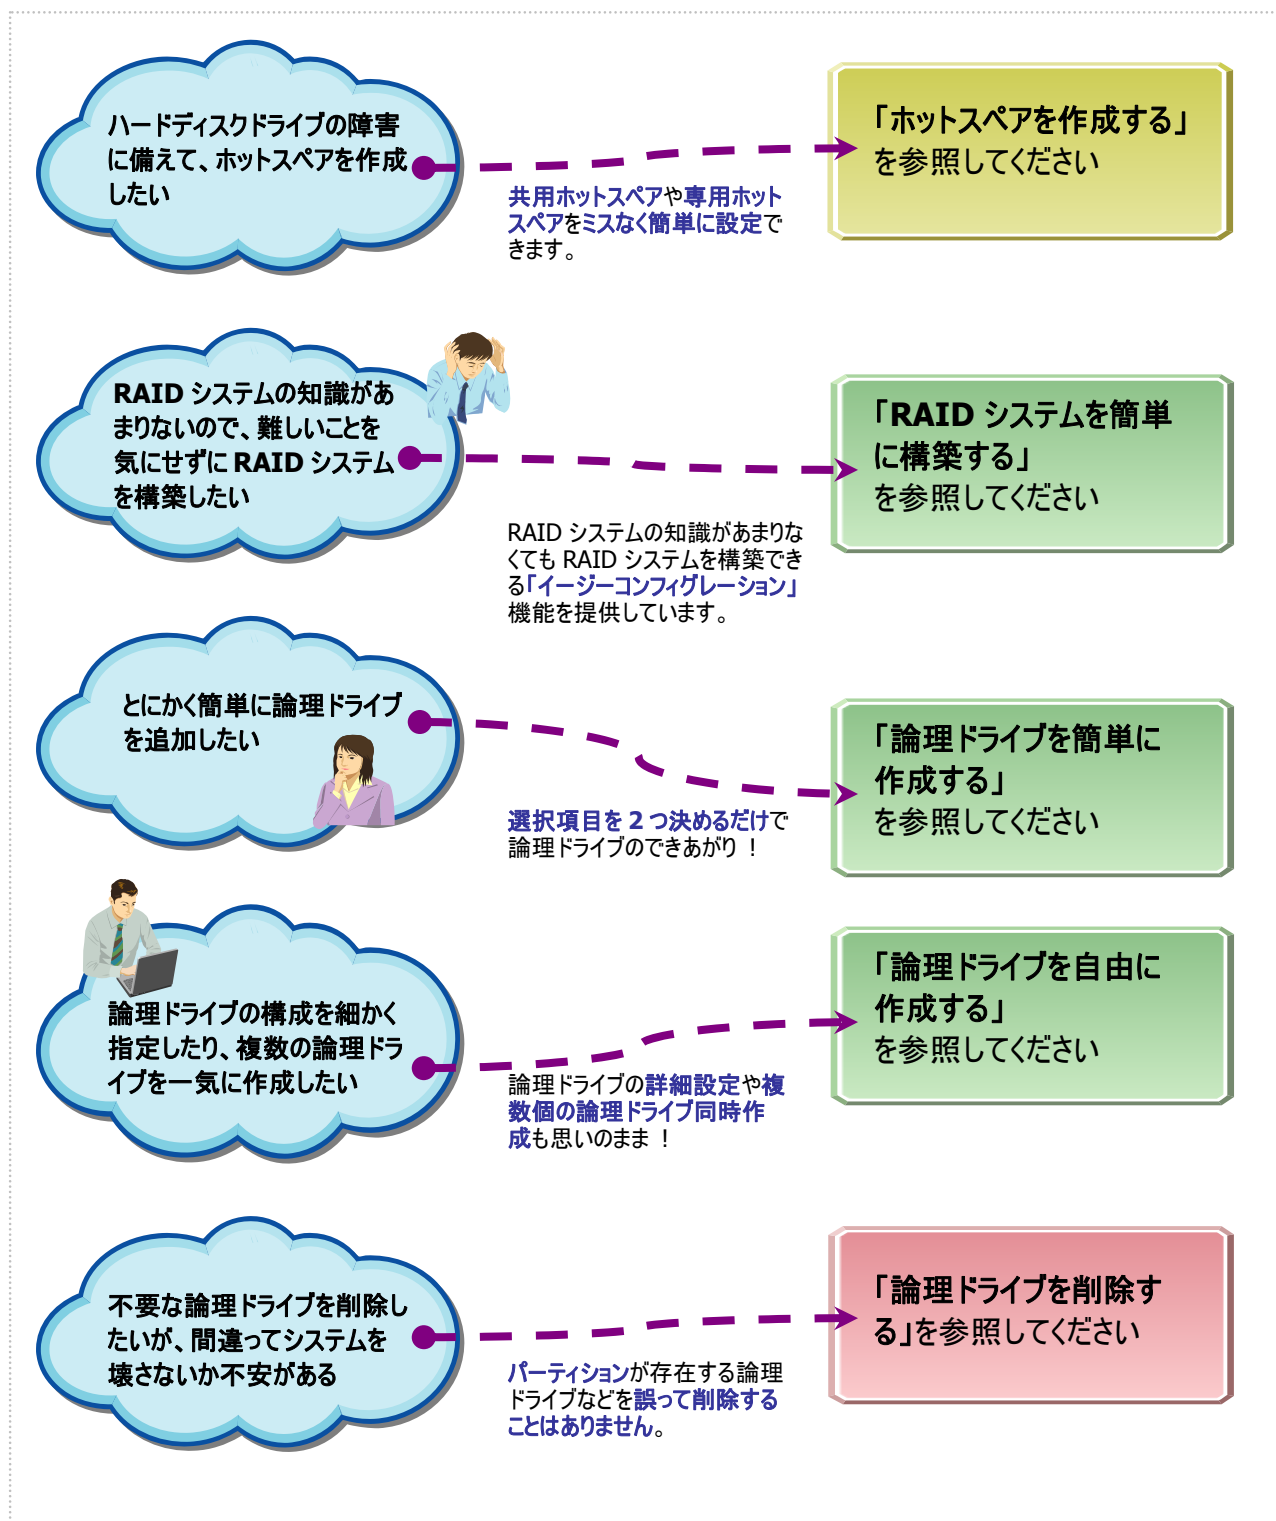 ハードディスクドライブの障害
に備えて、ホットスペアを作成
したい
共用ホットスペアや専用ホット
スペアをミスなく簡単に設定で
きます。
「ホットスペアを作成する」
を参照してください
RAID システムの知識があ
まりないので、難しいことを
気にせずに RAID システム
を構築したい
RAID システムの知識があまりな
くても RAID システムを構築でき
る「イージーコンフィグレーション」
機能を提供しています。
「RAID システムを簡単
に構築する」
を参照してください
とにかく簡単に論理ドライブ
を追加したい
選択項目を 2 つ決めるだけで
論理ドライブのできあがり！
「論理ドライブを簡単に
作成する」
を参照してください
論理ドライブの構成を細かく
指定したり、複数の論理ドラ
イブを一気に作成したい
論理ドライブの詳細設定や複
数個の論理ドライブ同時作
成も思いのまま！
「論理ドライブを自由に
作成する」
を参照してください
不要な論理ドライブを削除し
たいが、間違ってシステムを
壊さないか不安がある
パーティションが存在する論理
ドライブなどを誤って削除する
ことはありません。
「論理ドライブを削除す
る」を参照してください